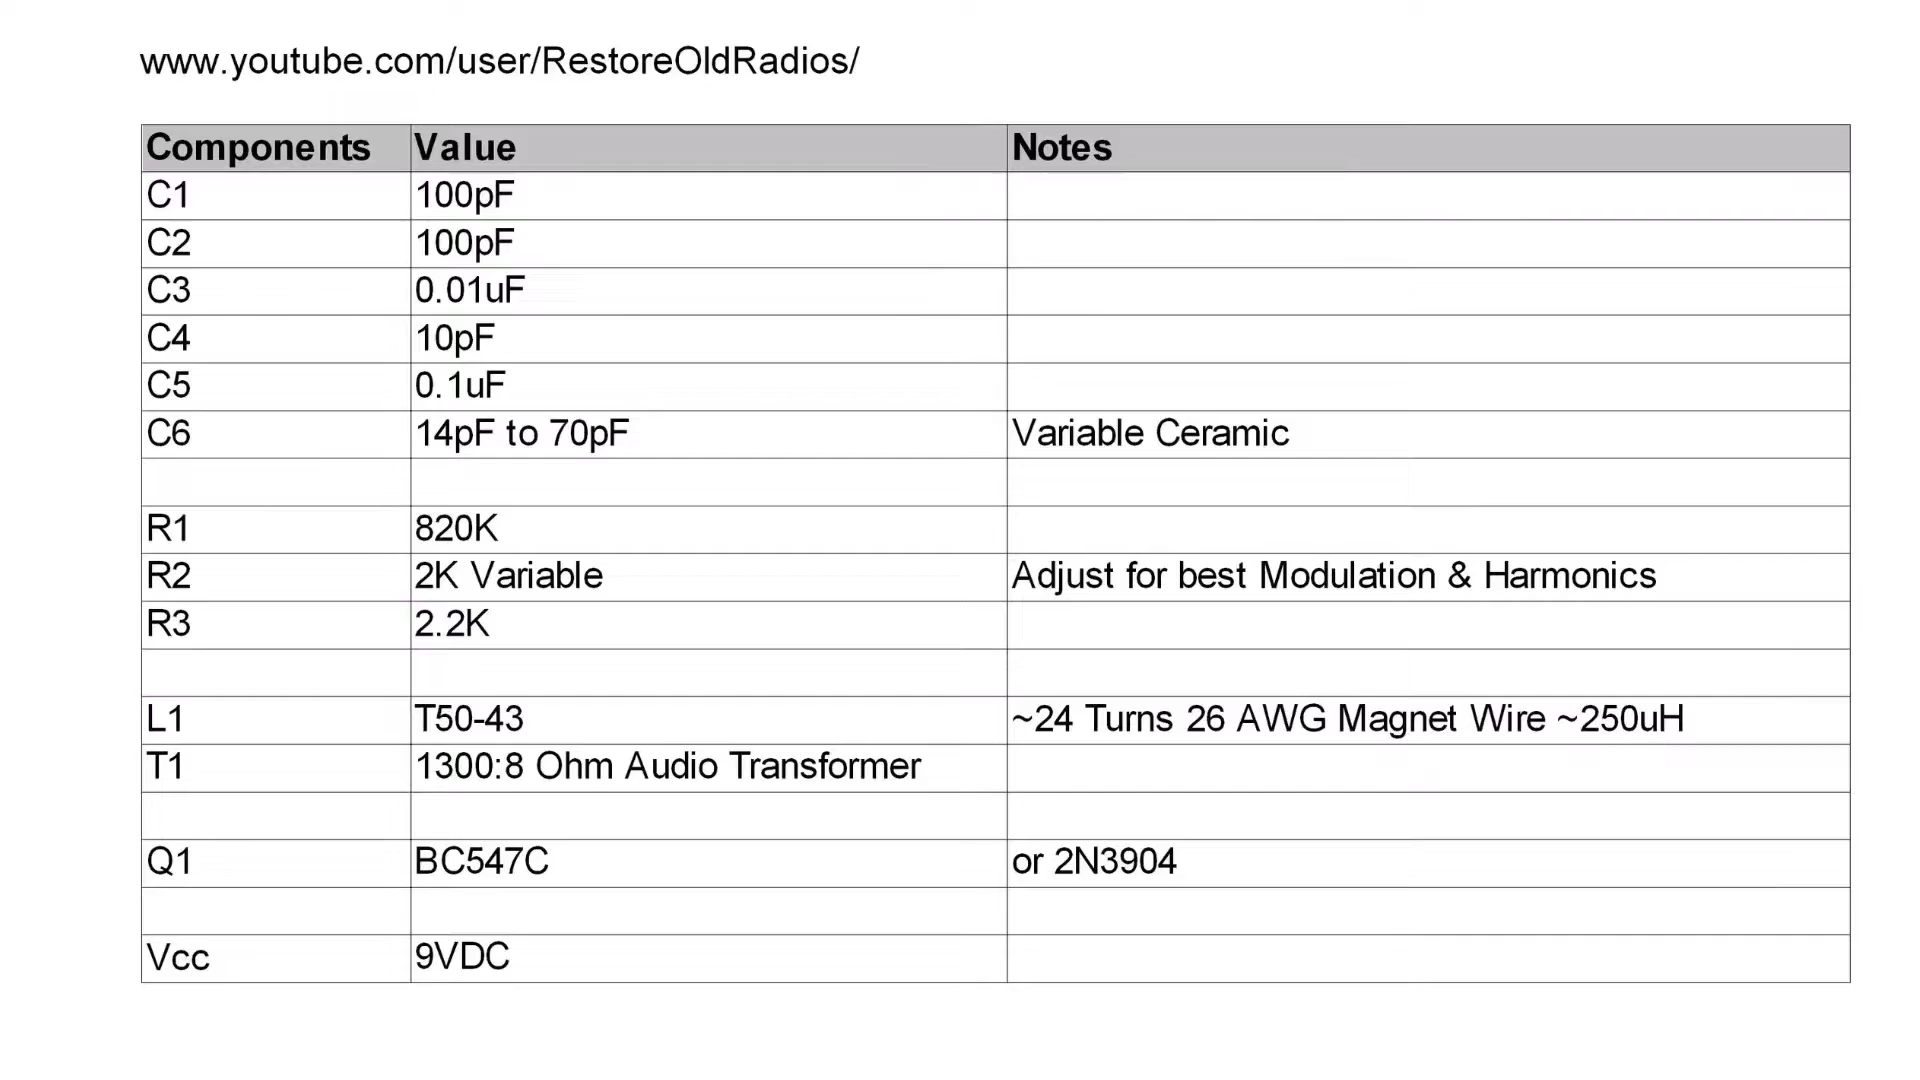 www.youtube.com/user/RestoreOldRadios/
Components Value Notes
C1 100pF
C2 100pF
C3 0.01uF
C4 10pF
C5 0.1uF
C6 14pF to 70pF Variable Ceramic
R1 820K
R2 2K Variable Adjust for best Modulation & Harmonics
R3 2.2K
L1 T50-43 ~24 Turns 26 AWG Magnet Wire ~250uH
T1 1300:8 Ohm Audio Transformer
Q1 BC547C or 2N3904
Vcc 9VDC